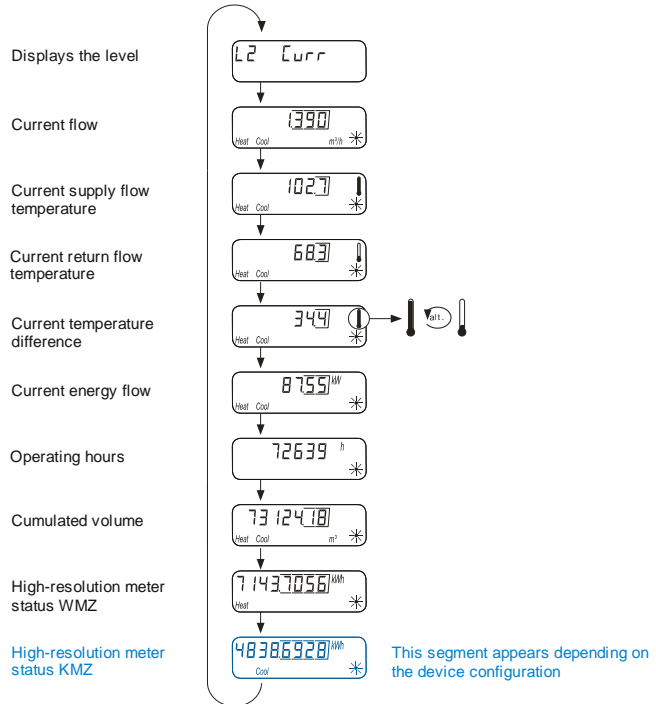 Displays the level
L2 Curr
Current flow
1.390
Heat Cool m³/h
Current supply flow
temperature
102.7
Heat Cool
Current return flow
temperature
68.3
Heat Cool
Current temperature
difference
34.4
Heat Cool
alt.
Current energy flow
87.55 kW
Heat Cool
Operating hours
72639 h
Cumulated volume
73124.18
Heat Cool m³
High-resolution meter
status WMZ
7143.7056 kWh
Heat
High-resolution meter
status KMZ
4838.6928 kWh
Cool
This segment appears depending on
the device configuration